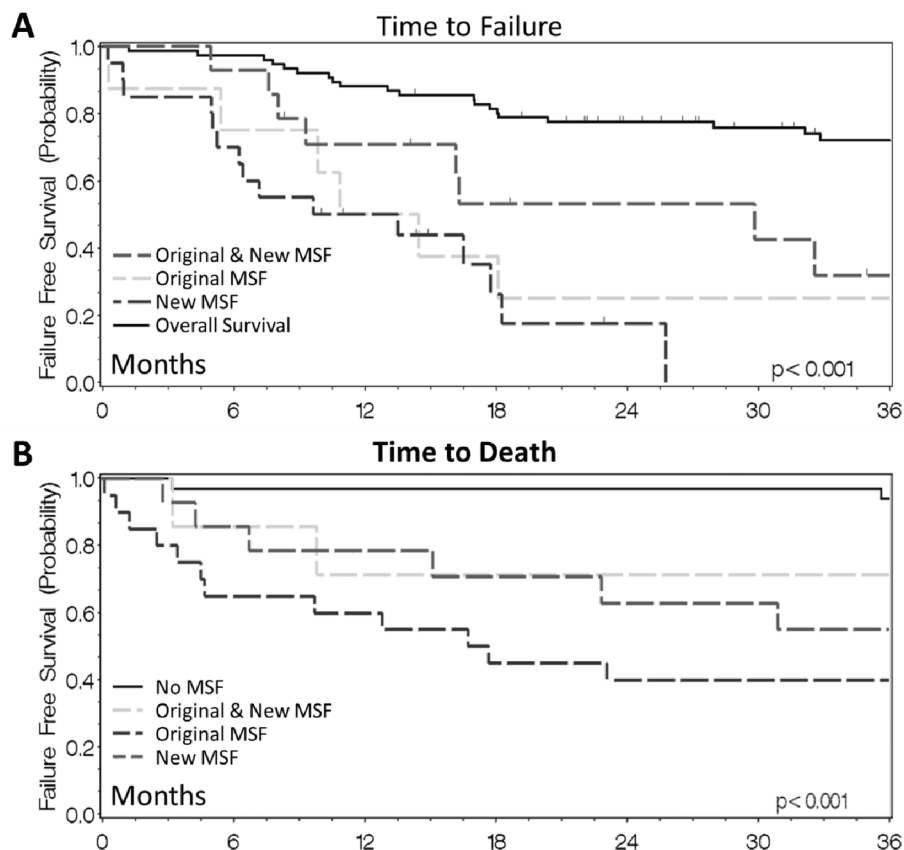 A
Time to Failure
Failure Free Survival (Probability)
1.0
0.8
0.6
0.4
0.2
0.0
Original & New MSF
Original MSF
New MSF
Overall Survival
Months
p< 0.001
0 6 12 18 24 30 36
B
Time to Death
Failure Free Survival (Probability)
1.0
0.8
0.6
0.4
0.2
0.0
No MSF
Original & New MSF
Original MSF
New MSF
Months
p< 0.001
0 6 12 18 24 30 36